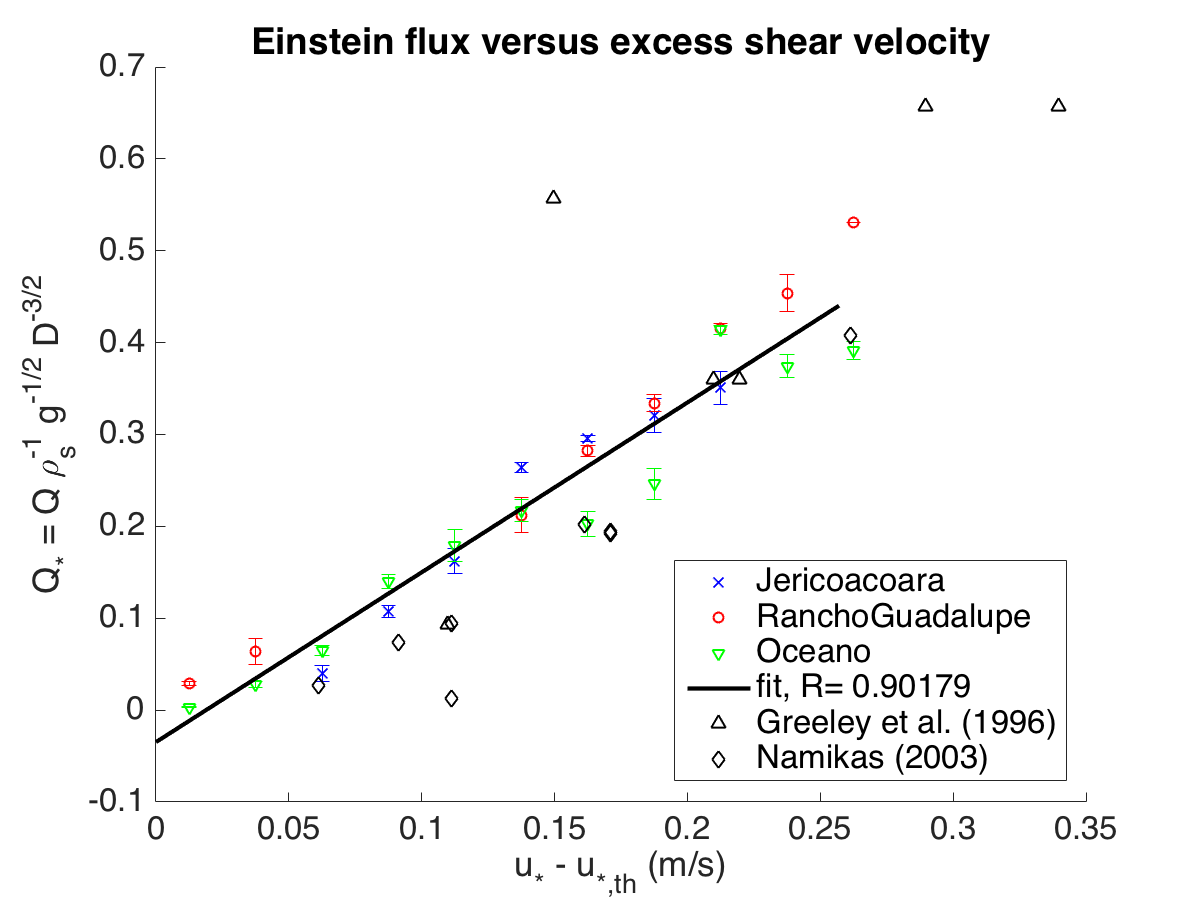 Einstein flux versus excess shear velocity
0.7
0.6
0.5
0.4
0.3
0.2
0.1
0
-0.1
Q* = Q ρs-1 g-1/2 D-3/2
0 0.05 0.1 0.15 0.2 0.25 0.3 0.35
u* - u*,th (m/s)
Jericoacoara
RanchoGuadalupe
Oceano
fit, R= 0.90179
Greeley et al. (1996)
Namikas (2003)